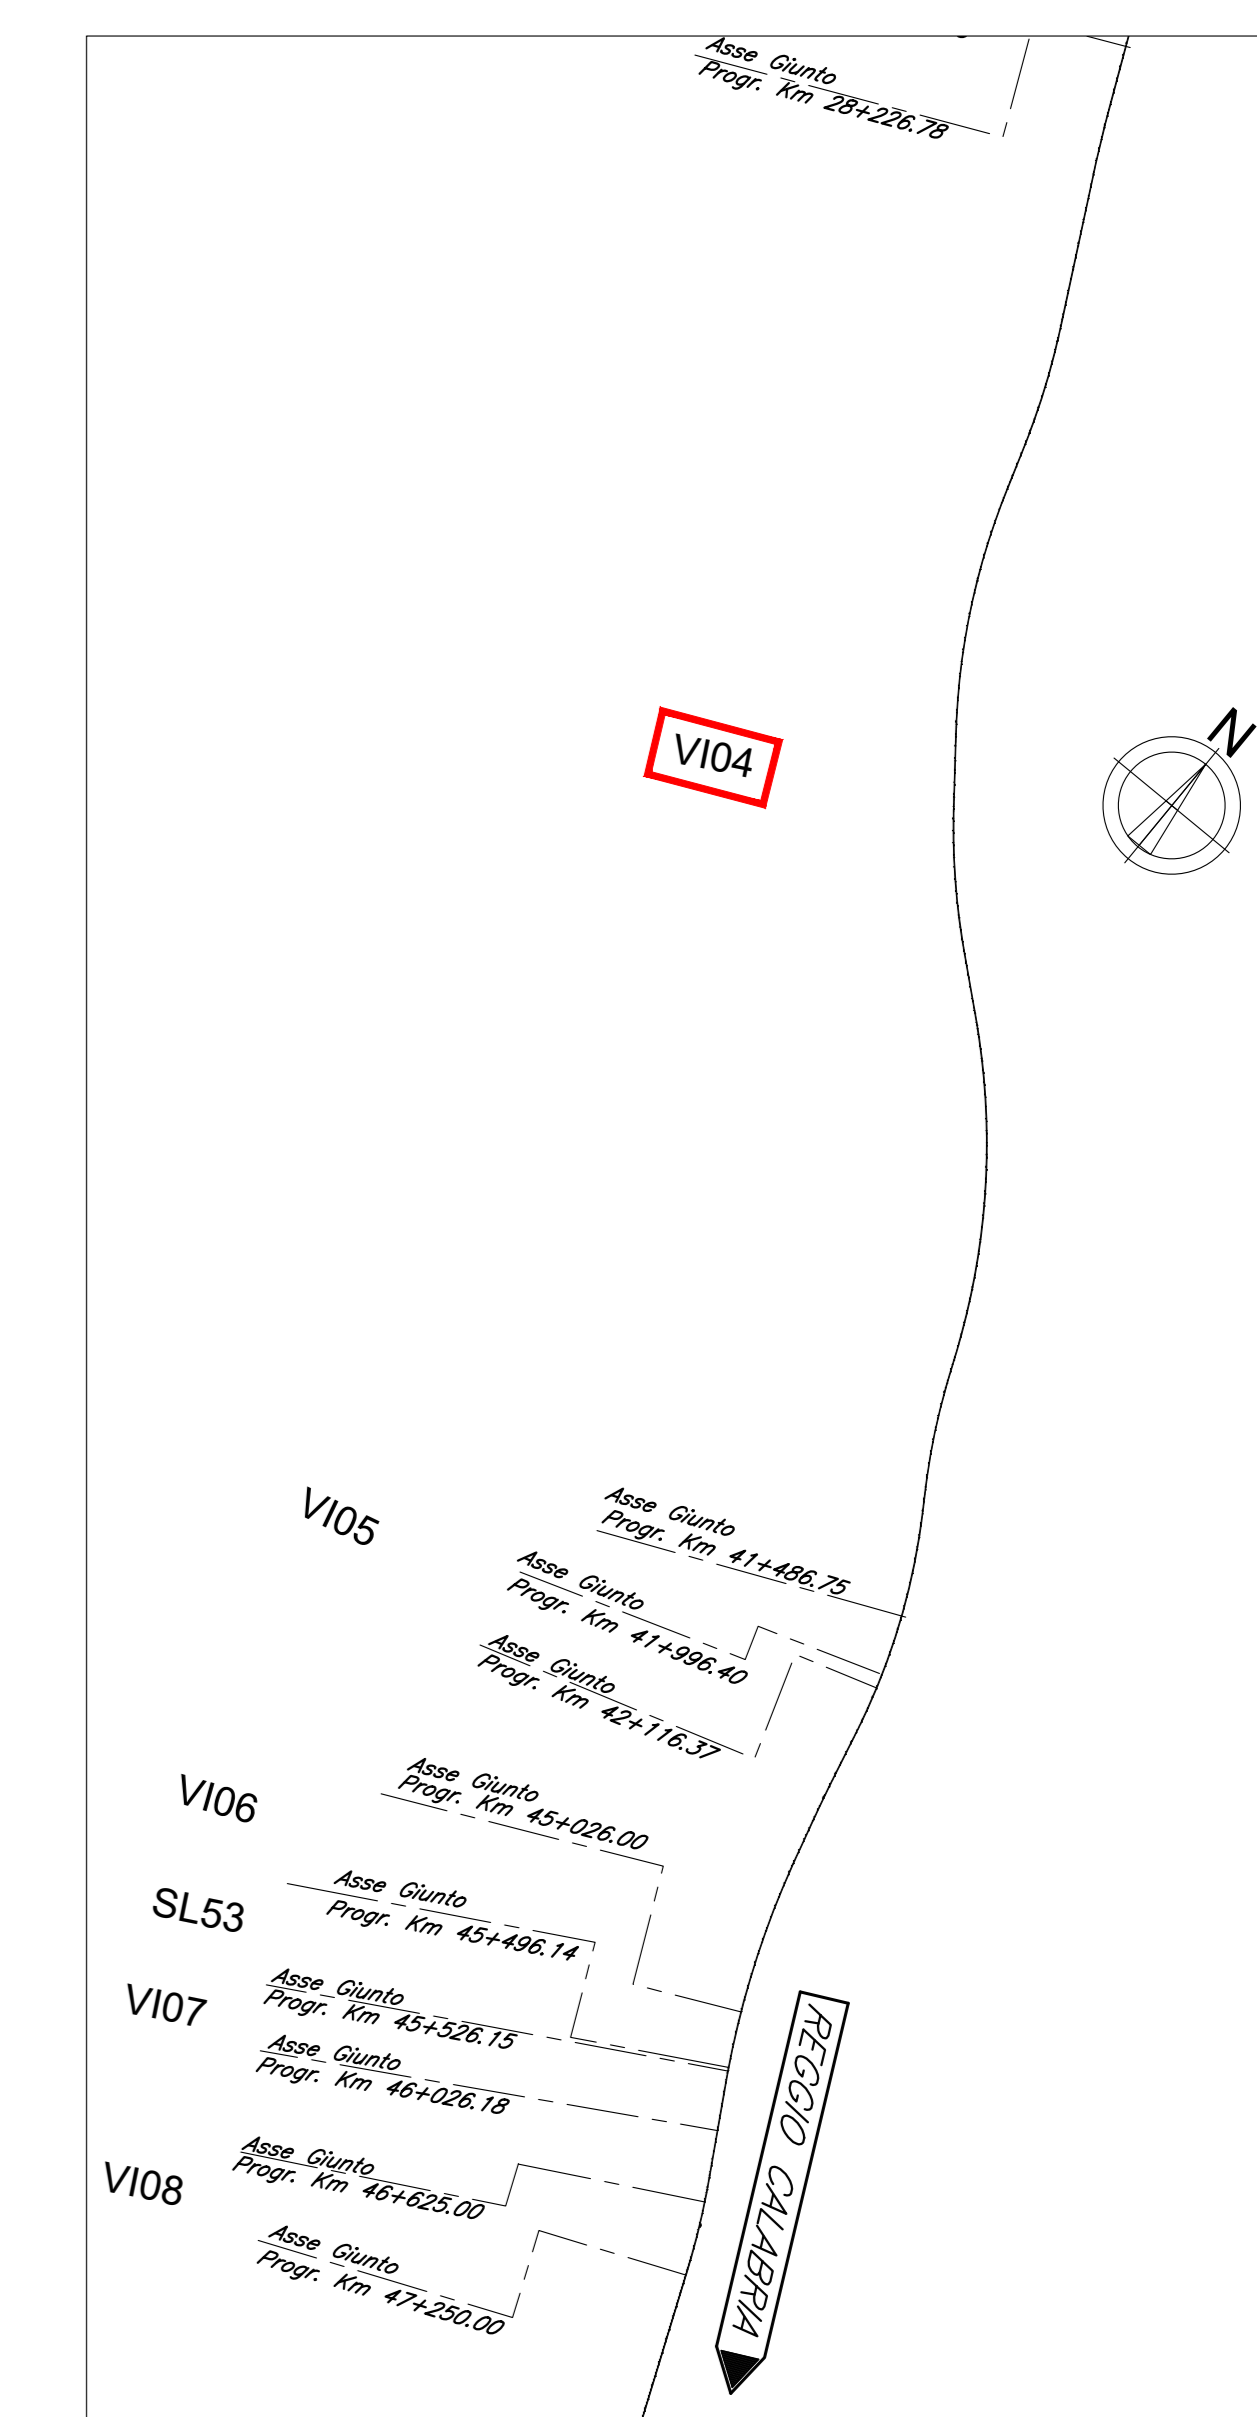 Asse Giunto
Progr. Km 28+226.78
VI04
N
VI05
Asse Giunto
Progr. Km 41+486.75
Asse Giunto
Progr. Km 41+996.40
Asse Giunto
Progr. Km 42+116.37
VI06
Asse Giunto
Progr. Km 45+026.00
SL53
Asse Giunto
Progr. Km 45+496.14
VI07
Asse Giunto
Progr. Km 45+526.15
Asse Giunto
Progr. Km 46+026.18
VI08
Asse Giunto
Progr. Km 46+625.00
Asse Giunto
Progr. Km 47+250.00
REGGIO CALABRIA